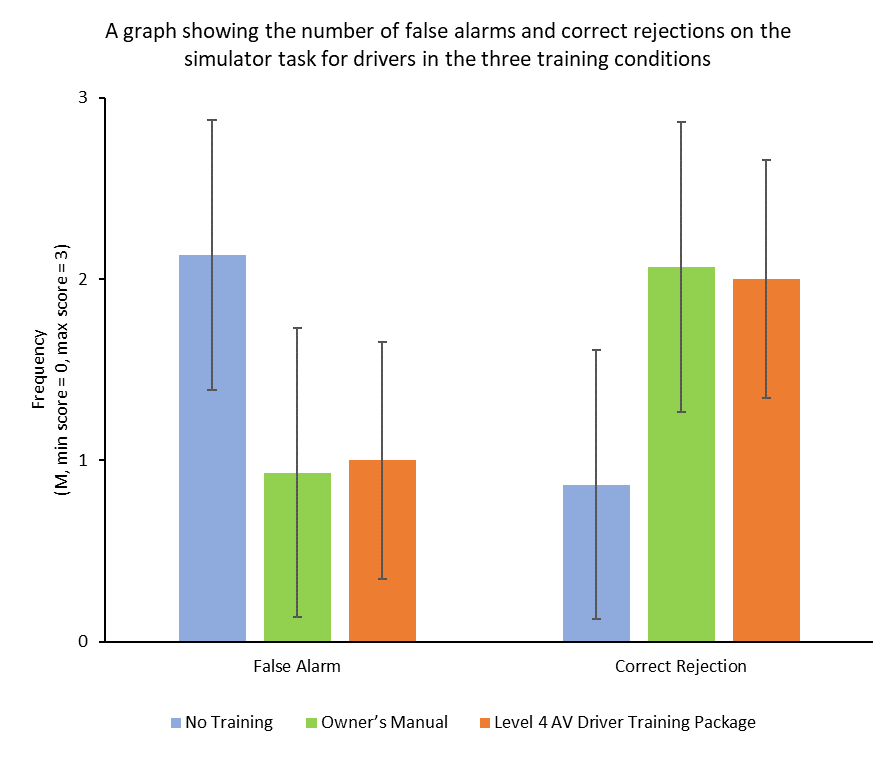 A graph showing the number of false alarms and correct rejections on the
simulator task for drivers in the three training conditions
3
2
1
0
Frequency
(M, min score = 0, max score = 3)
False Alarm
Correct Rejection
No Training
Owner’s Manual
Level 4 AV Driver Training Package